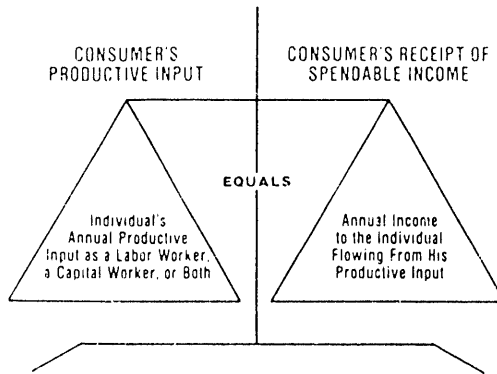 CONSUMER'S
PRODUCTIVE INPUT
CONSUMER'S RECEIPT OF
SPENDABLE INCOME
EQUALS
Individual's
Annual Productive
Input as a Labor Worker,
a Capital Worker, or Both
Annual Income
to the Individual
Flowing From His
Productive Input